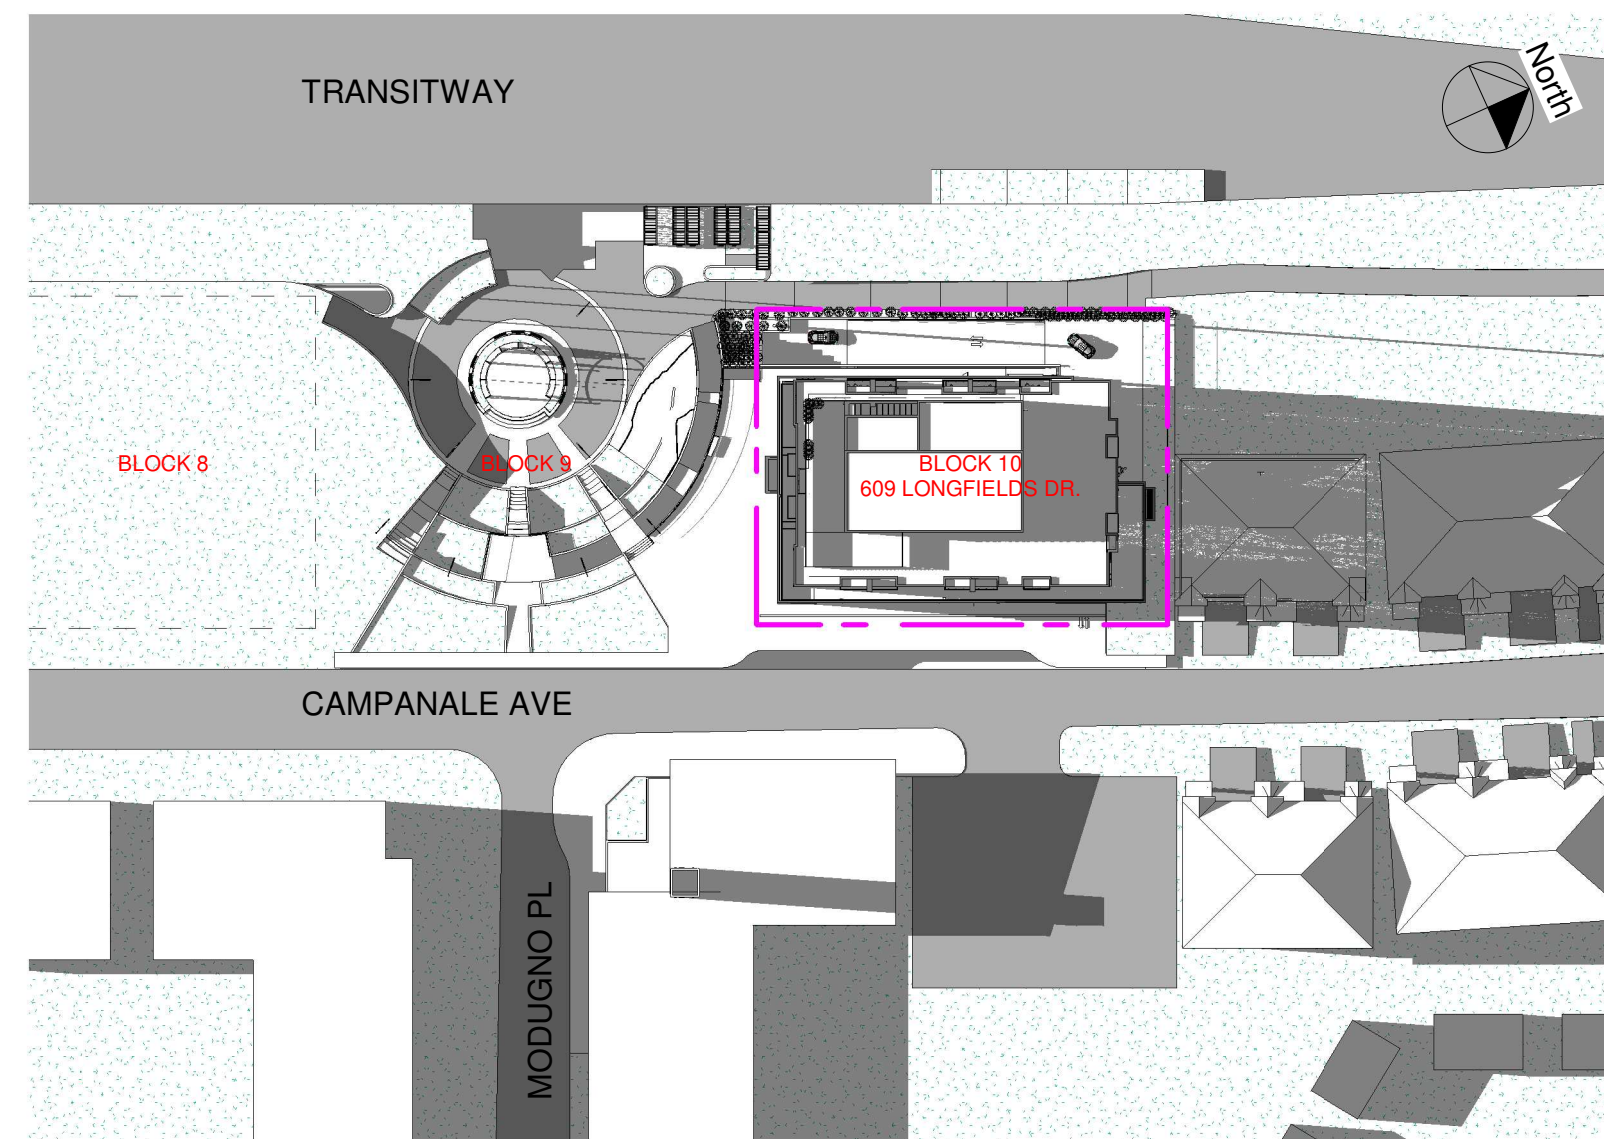 TRANSITWAY
North
BLOCK 8
BLOCK 9
BLOCK 10
609 LONGFIELDS DR.
CAMPANALE AVE
MODUGNO PL